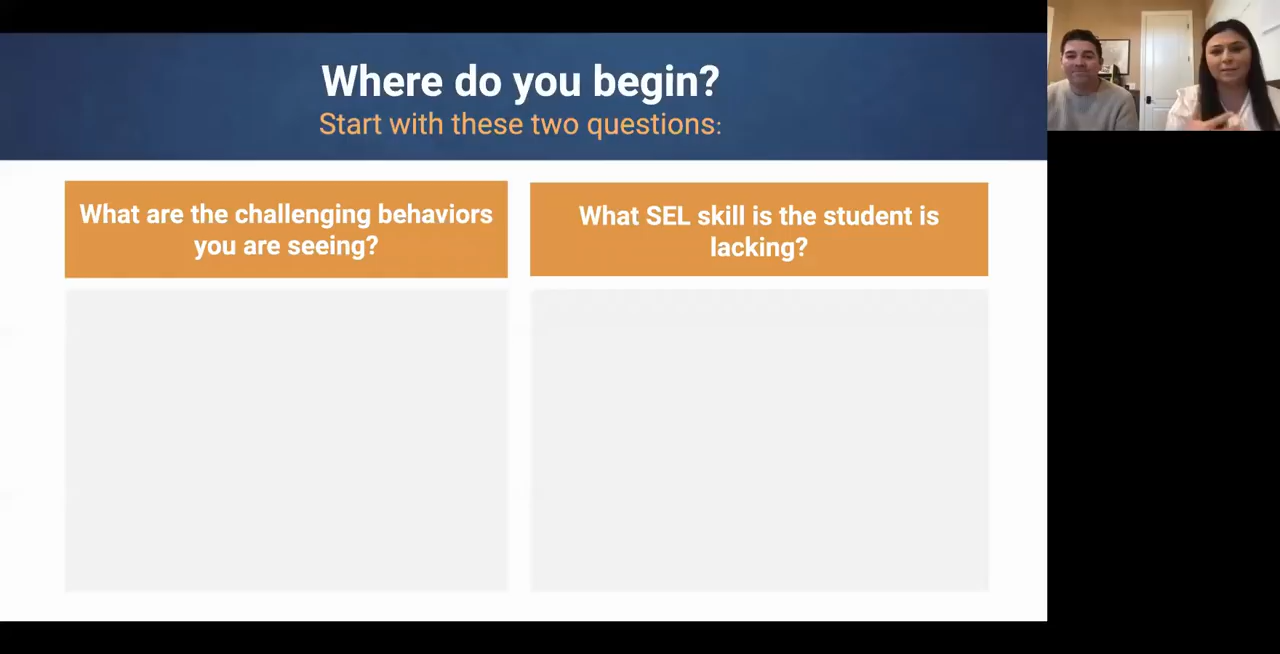 Where do you begin?
Start with these two questions:
What are the challenging behaviors
you are seeing?
What SEL skill is the student is
lacking?